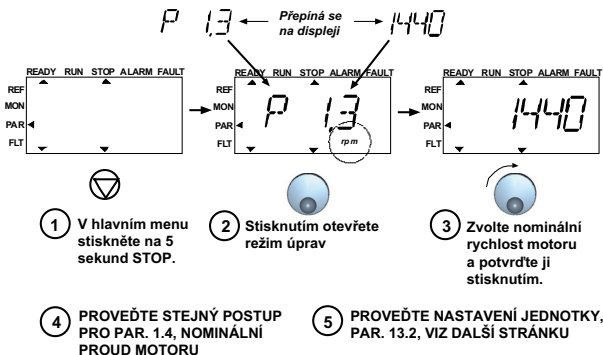 P 1,3
Přepíná se
na displeji
1440
READY RUN STOP ALARM FAULT
REF
MON
PAR
FLT
READY RUN STOP ALARM FAULT
REF
MON
PAR
FLT
P 1,3
rpm
READY RUN STOP ALARM FAULT
REF
MON
PAR
FLT
1440
1 V hlavním menu
stiskněte na 5
sekund STOP.
2 Stisknutím otevřete
režim úprav
3 Zvolte nominální
rychlost motoru
a potvrďte ji
stisknutím.
4 PROVEĎTE STEJNÝ POSTUP
PRO PAR. 1.4, NOMINÁLNÍ
PROUD MOTORU
5 PROVEĎTE NASTAVENÍ JEDNOTKY,
PAR. 13.2, VIZ DALŠÍ STRÁNKU